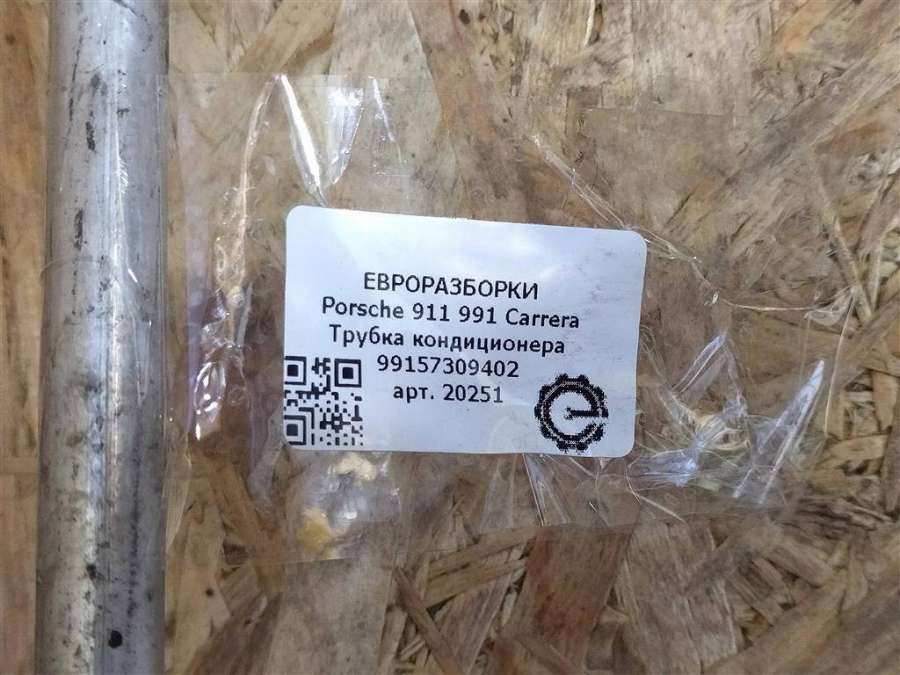 ЕВРОРАЗБОРКИ
Porsche 911 991 Carrera
Трубка кондиционера
99157309402
арт. 20251